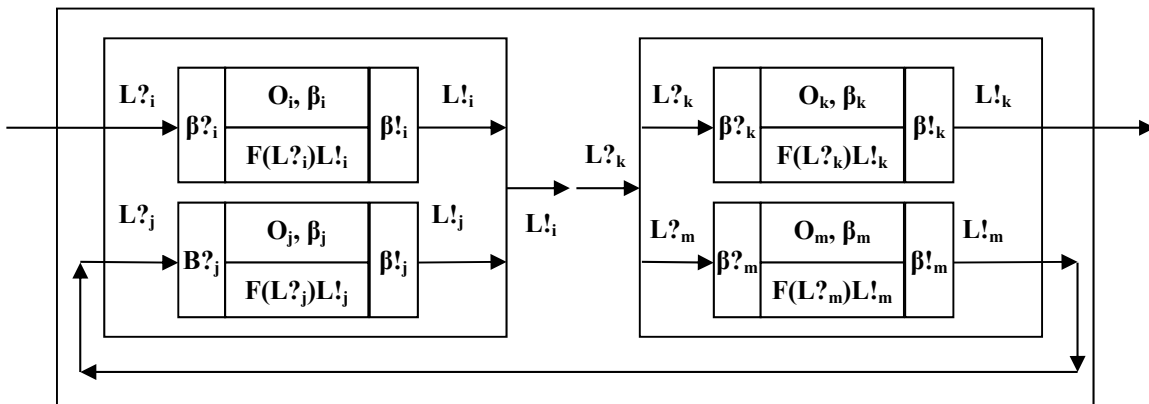 L?ᵢ
β?ᵢ
Oᵢ, βᵢ
F(L?ᵢ)L!ᵢ
β!ᵢ
L!ᵢ
L?ⱼ
B?ⱼ
Oⱼ, βⱼ
F(L?ⱼ)L!ⱼ
β!ⱼ
L!ⱼ
L!ᵢ
L?ₖ
L?ₖ
β?ₖ
Oₖ, βₖ
F(L?ₖ)L!ₖ
β!ₖ
L!ₖ
L?ₘ
β?ₘ
Oₘ, βₘ
F(L?ₘ)L!ₘ
β!ₘ
L!ₘ